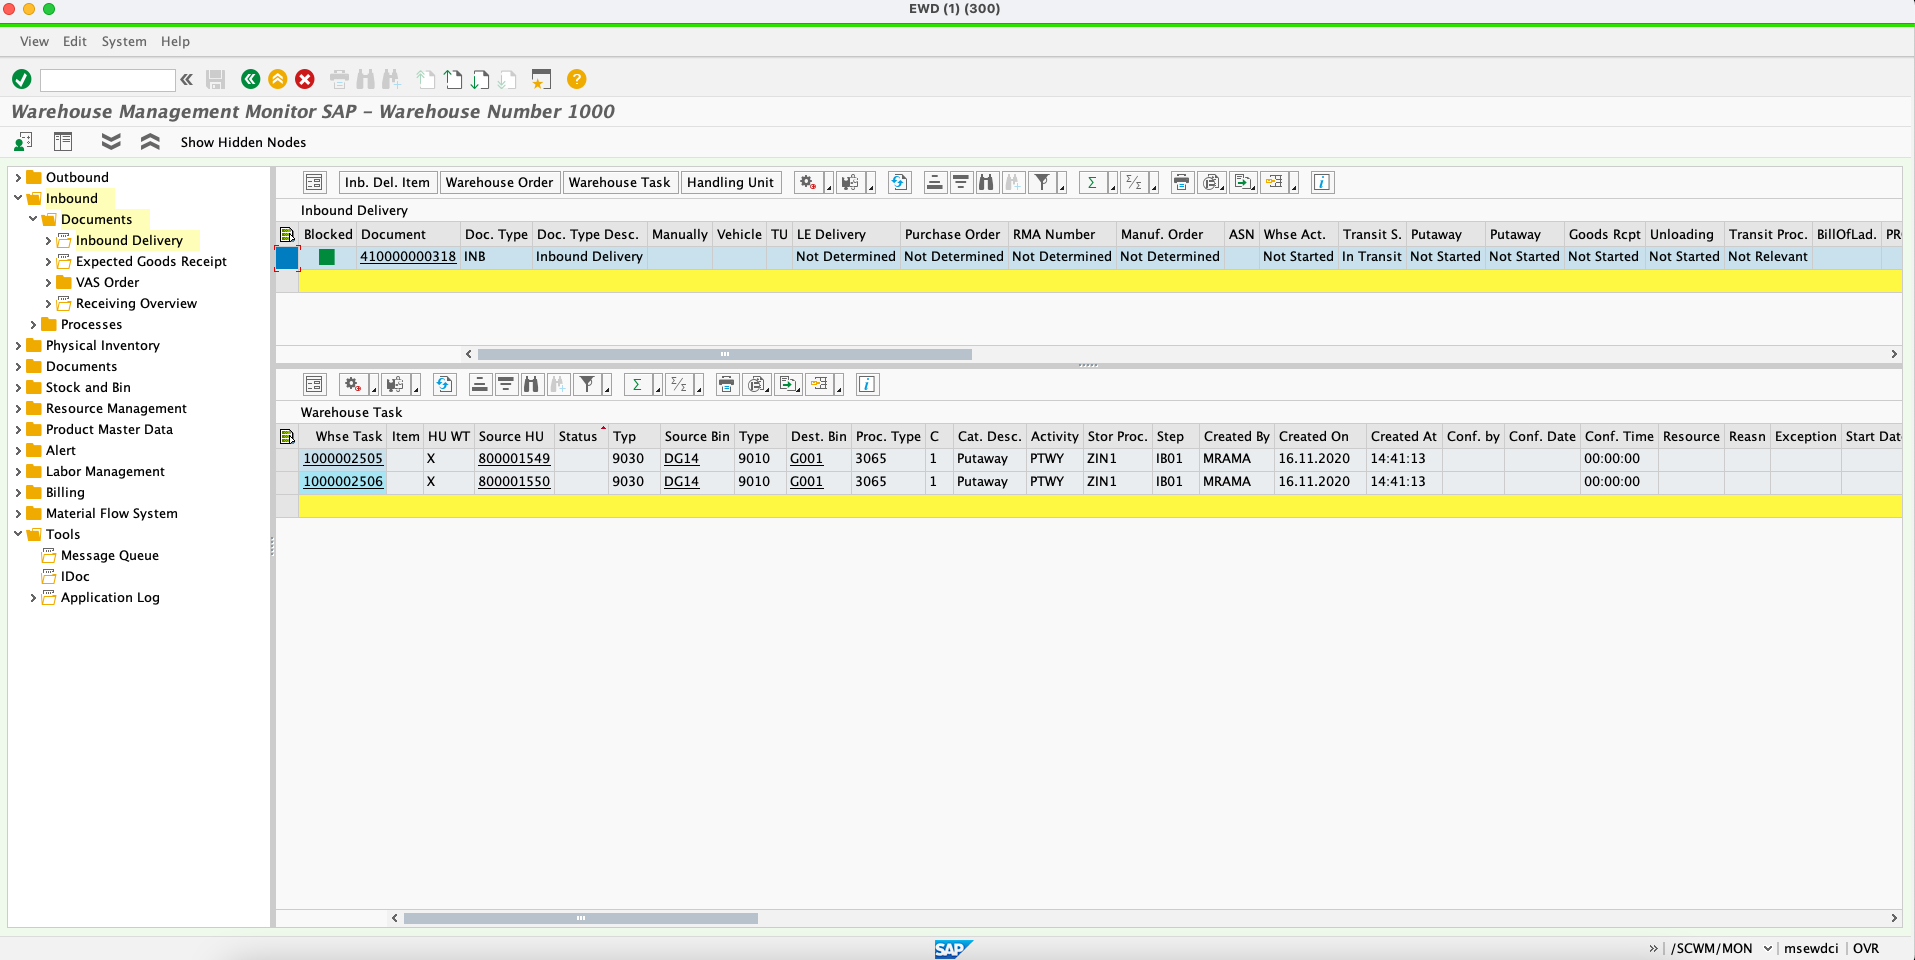 EWD (1) (300)
View Edit System Help
Warehouse Management Monitor SAP - Warehouse Number 1000
Show Hidden Nodes
Outbound
Inbound
Documents
Inbound Delivery
Expected Goods Receipt
VAS Order
Receiving Overview
Processes
Physical Inventory
Documents
Stock and Bin
Resource Management
Product Master Data
Alert
Labor Management
Billing
Material Flow System
Tools
Message Queue
IDoc
Application Log
Inb. Del. Item Warehouse Order Warehouse Task Handling Unit
Inbound Delivery
Blocked Document Doc. Type Doc. Type Desc. Manually Vehicle TU LE Delivery Purchase Order RMA Number Manuf. Order ASN Whse Act. Transit S. Putaway Putaway Goods Rcpt Unloading Transit Proc. BillOfLad. PR
410000000318 INB Inbound Delivery Not Determined Not Determined Not Determined Not Determined Not Started In Transit Not Started Not Started Not Started Not Started Not Relevant
Warehouse Task
Whse Task Item HU WT Source HU Status Typ Source Bin Type Dest. Bin Proc. Type C Cat. Desc. Activity Stor Proc. Step Created By Created On Created At Conf. by Conf. Date Conf. Time Resource Reasn Exception Start Dat
1000002505 X 800001549 9030 DG14 9010 G001 3065 1 Putaway PTWY ZIN1 IB01 MRAMA 16.11.2020 14:41:13 00:00:00
1000002506 X 800001550 9030 DG14 9010 G001 3065 1 Putaway PTWY ZIN1 IB01 MRAMA 16.11.2020 14:41:13 00:00:00
SAP
/SCWM/MON msewdci OVR